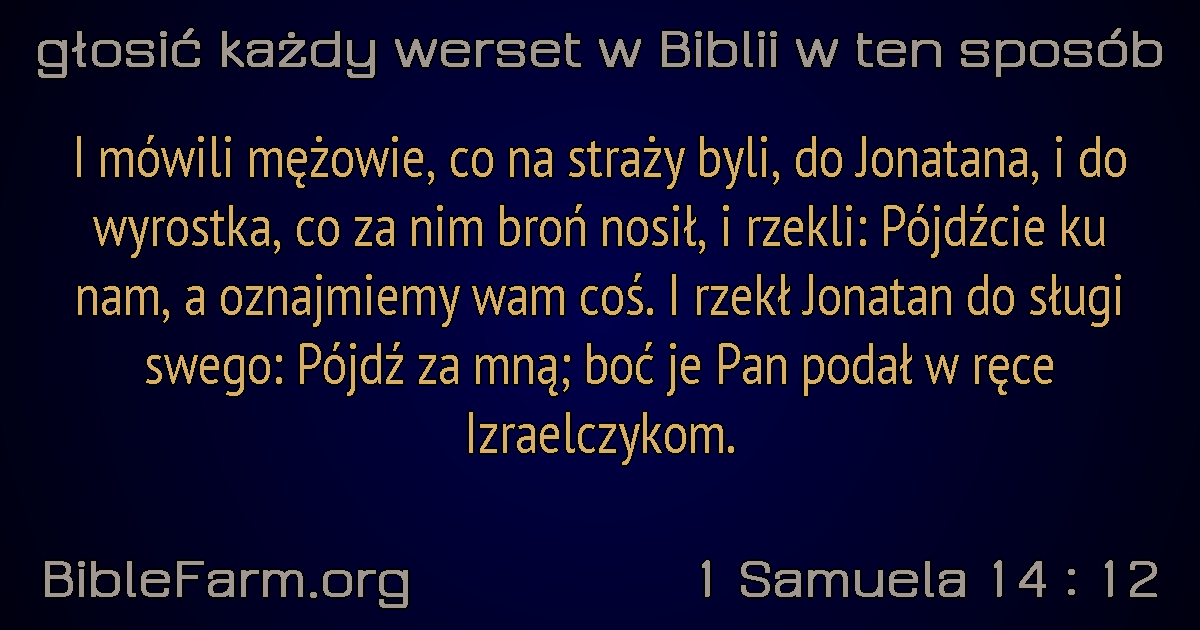 głosić każdy werset w Biblii w ten sposób
I mówili mężowie, co na straży byli, do Jonatana, i do
wyrostka, co za nim broń nosił, i rzekli: Pójdźcie ku
nam, a oznajmiemy wam coś. I rzekł Jonatan do sługi
swego: Pójdź za mną; boć je Pan podał w ręce
Izraelczykom.
BibleFarm.org
1 Samuela 14 : 12